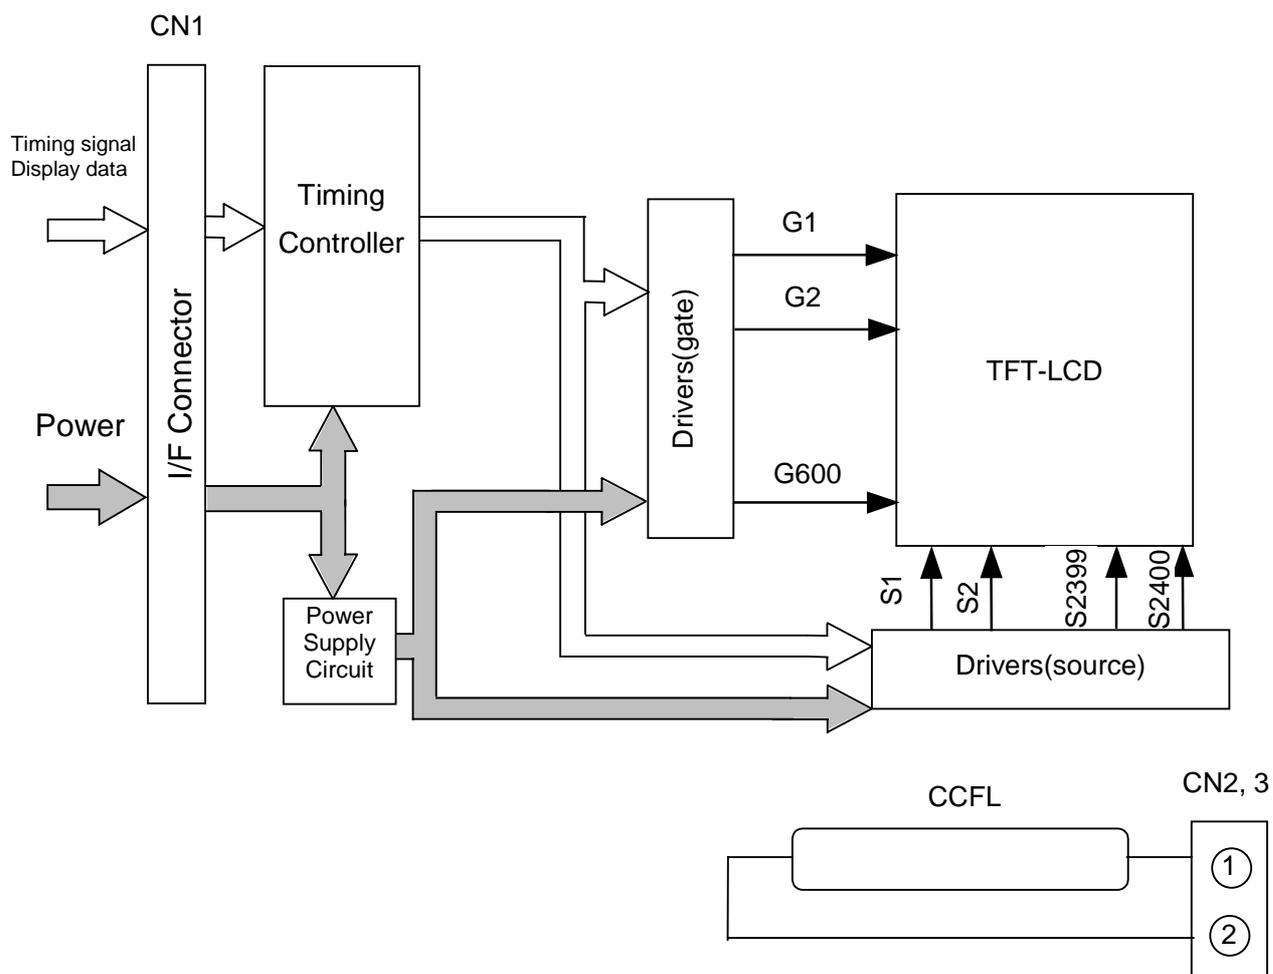 CN1
Timing signal
Display data
Timing
Controller
I/F Connector
Power
Power
Supply
Circuit
Drivers(gate)
G1
G2
G600
TFT-LCD
S1
S2
S2399
S2400
Drivers(source)
CCFL
CN2, 3
1
2